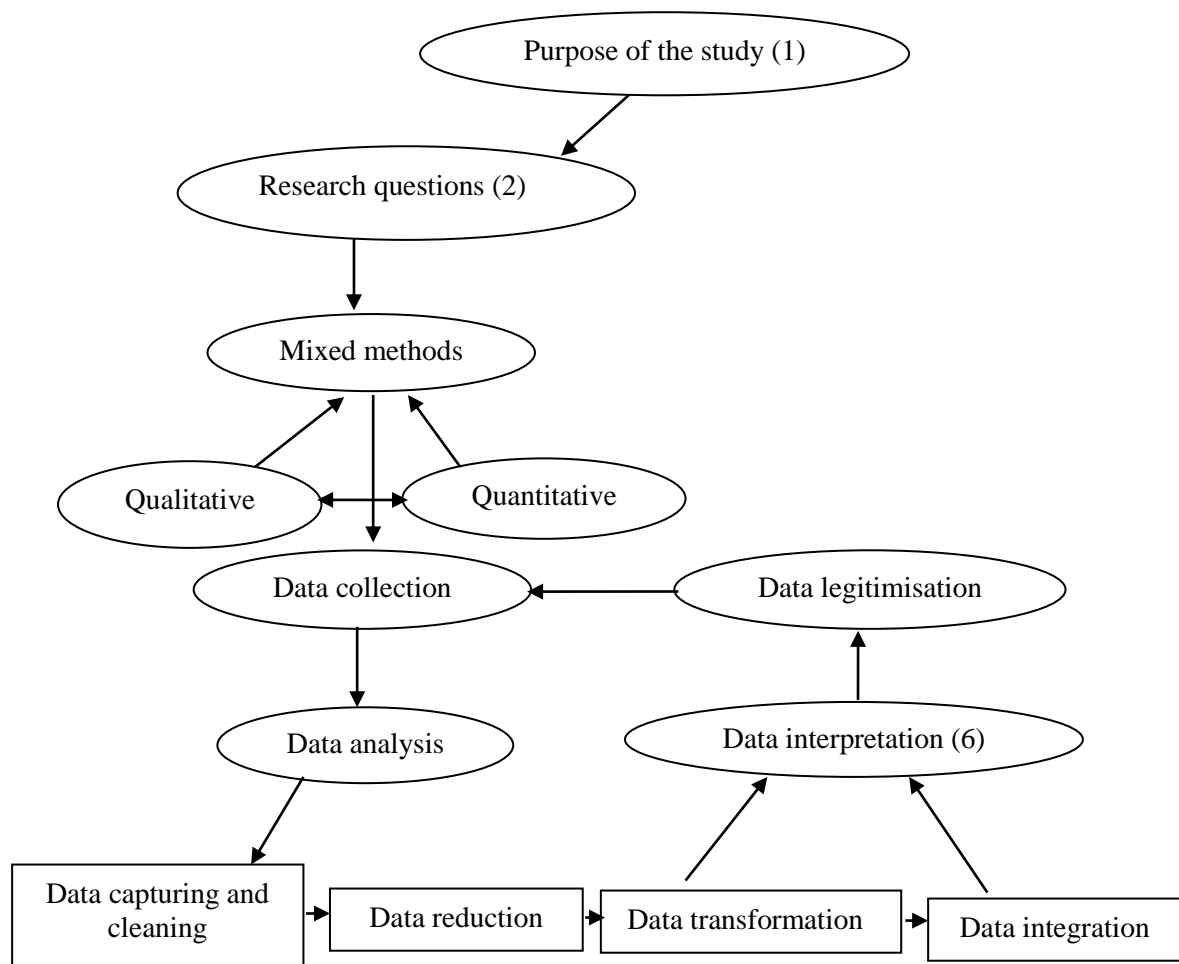 Purpose of the study (1)
Research questions (2)
Mixed methods
Qualitative
Quantitative
Data collection
Data legitimisation
Data analysis
Data interpretation (6)
Data capturing and
cleaning
Data reduction
Data transformation
Data integration